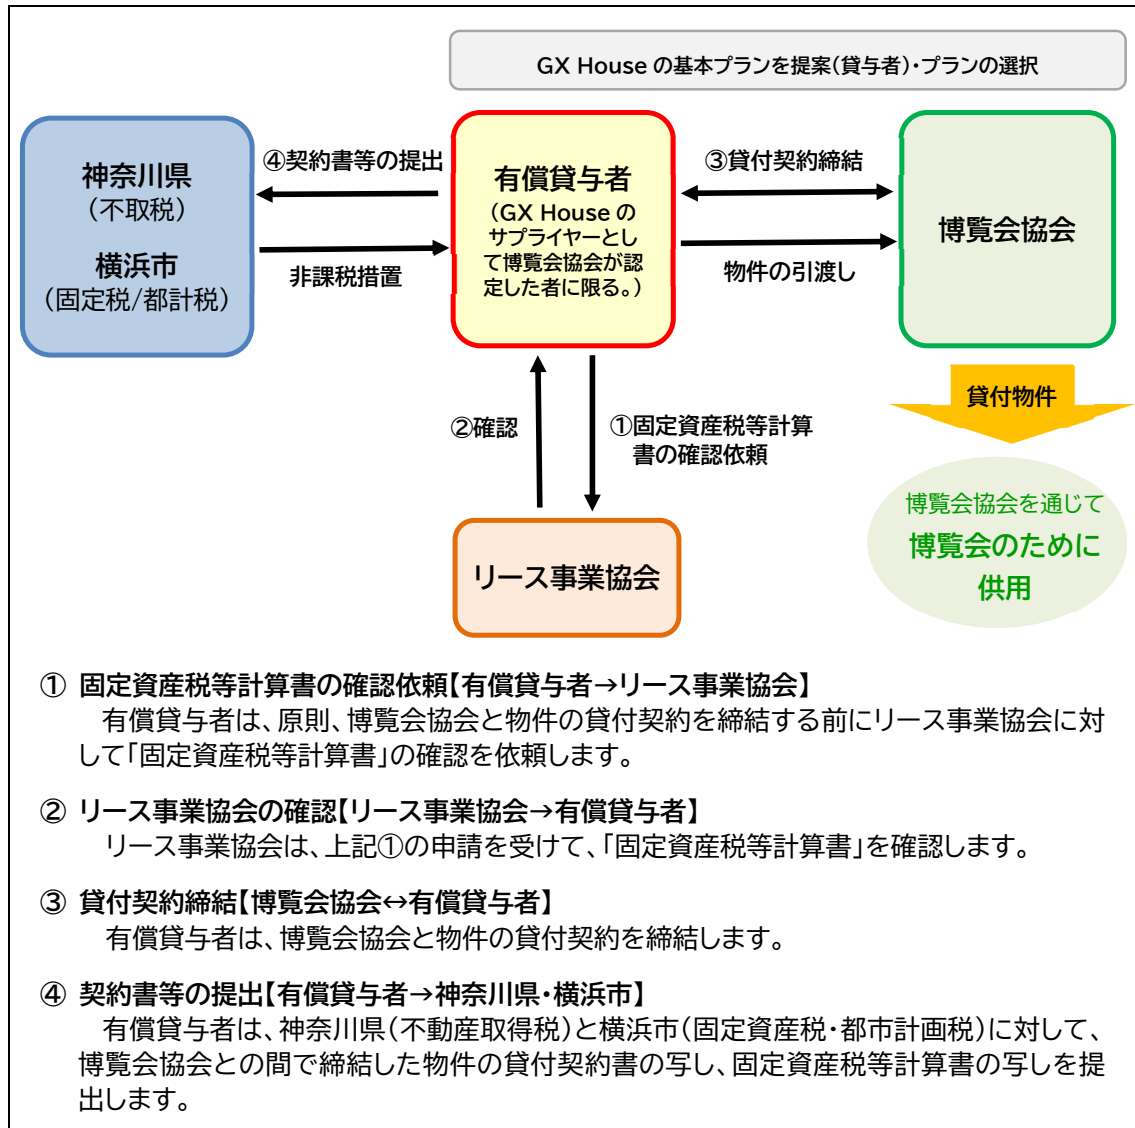 GX House の基本プランを提案(貸与者)・プランの選択
神奈川県
(不取税)
横浜市
(固定税/都計税)
④契約書等の提出
非課税措置
有償貸与者
(GX House の
サプライヤーとし
て博覧会協会が認
定した者に限る。)
③貸付契約締結
物件の引渡し
博覧会協会
貸付物件
②確認
①固定資産税等計算
書の確認依頼
博覧会協会を通じて
博覧会のために
供用
リース事業協会
① 固定資産税等計算書の確認依頼【有償貸与者→リース事業協会】
有償貸与者は、原則、博覧会協会と物件の貸付契約を締結する前にリース事業協会に対
して「固定資産税等計算書」の確認を依頼します。
② リース事業協会の確認【リース事業協会→有償貸与者】
リース事業協会は、上記①の申請を受けて、「固定資産税等計算書」を確認します。
③ 貸付契約締結【博覧会協会↔有償貸与者】
有償貸与者は、博覧会協会と物件の貸付契約を締結します。
④ 契約書等の提出【有償貸与者→神奈川県・横浜市】
有償貸与者は、神奈川県(不動産取得税)と横浜市(固定資産税・都市計画税)に対して、
博覧会協会との間で締結した物件の貸付契約書の写し、固定資産税等計算書の写しを提
出します。